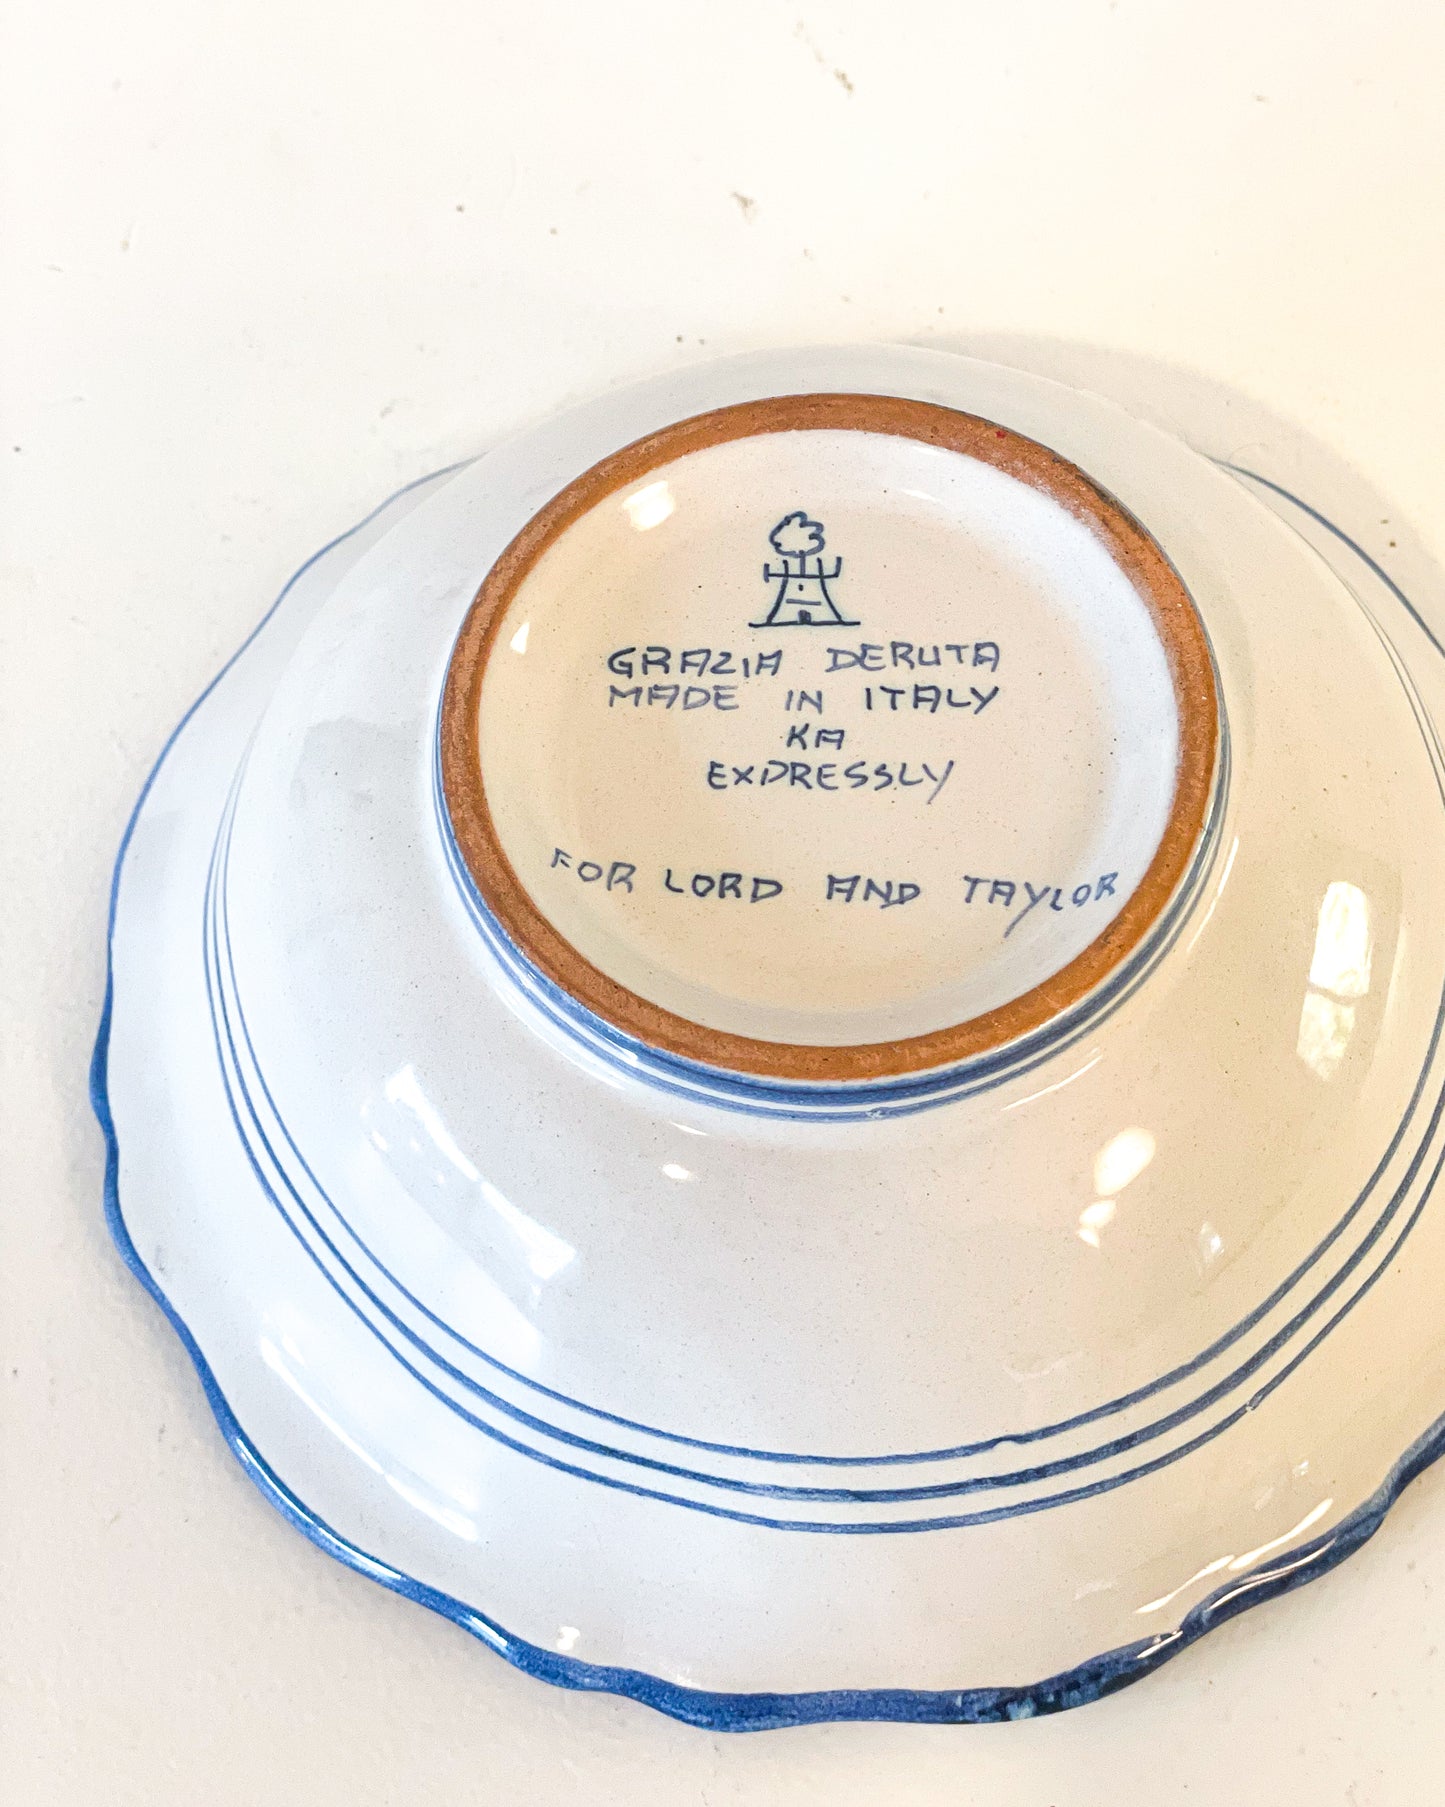 GRAZIA DERUTA
MADE IN ITALY
KA
EXPRESSLY
FOR LORD AND TAYLOR